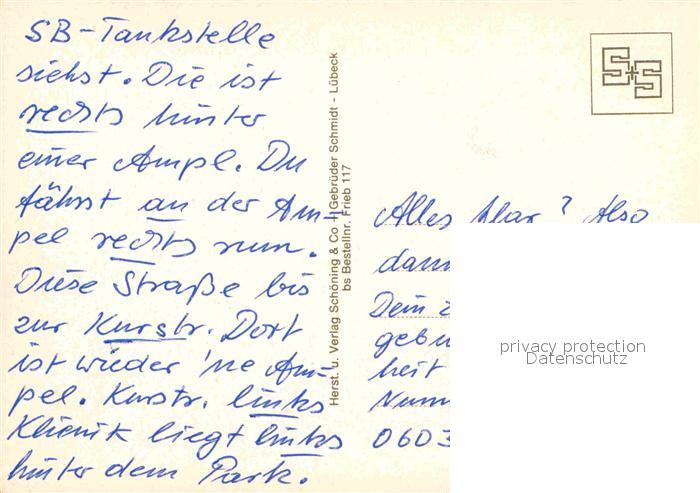 SB-Tankstelle
siehst. Die ist
rechts hinter
einer Ampl. Du
fährst an der Am-
pel rechts rum.
Diese Straße bis
zur Kurstr. Dort
ist wieder 'ne Am-
pel. Kurstr. links
Klienik liegt links
hinter dem Park.
Herst. u. Verlag Schöning & Co. + Gebrüder Schmidt - Lübeck
bs Bestellnr. Frieb 117
S+S
Alles klar? Also
dann
Dein
gebu
heit
Numm
0603
privacy protection
Datenschutz